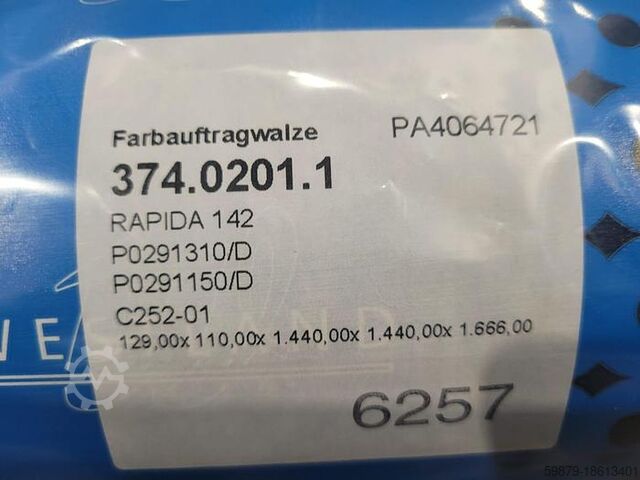 Farbauftragwalze PA4064721
374.0201.1
RAPIDA 142
P0291310/D
P0291150/D
C252-01
129,00x 110,00x 1.440,00x 1.440,00x 1.666,00
6257
59879-18613401